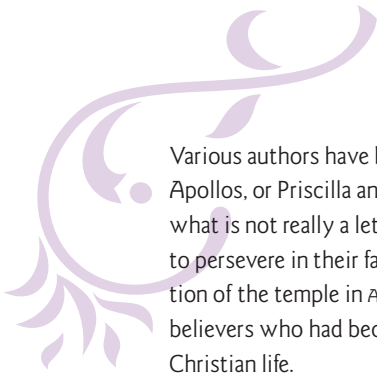 Various authors have
Apollos, or Priscilla an
what is not really a let
to persevere in their fa
tion of the temple in A
believers who had bec
Christian life.